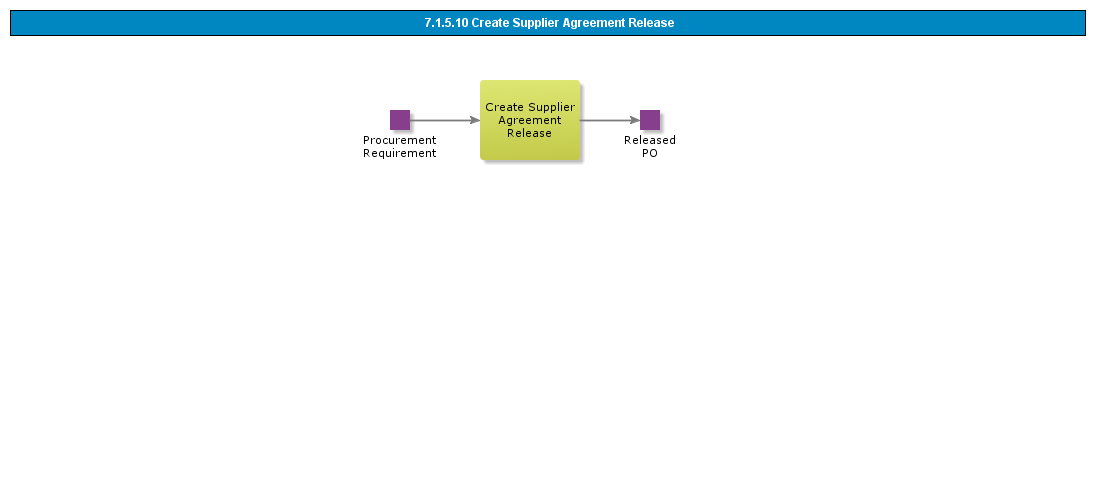 7.1.5.10 Create Supplier Agreement Release
Create Supplier
Agreement
Release
Procurement
Requirement
Released
PO